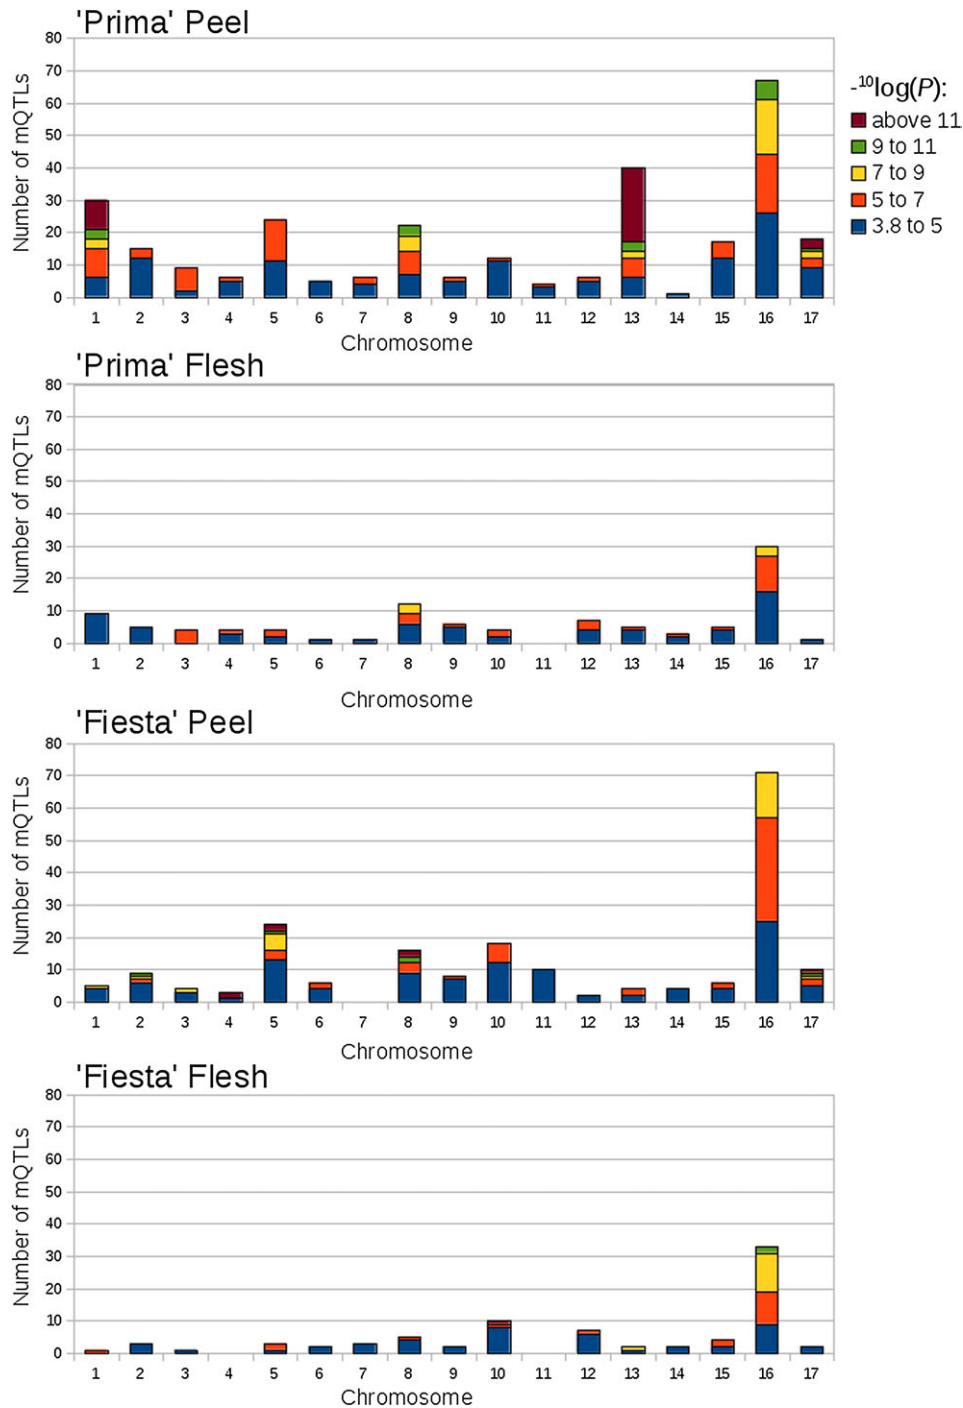 'Prima' Peel
80
70
60
50
40
30
20
10
0
Number of mQTLs
1 2 3 4 5 6 7 8 9 10 11 12 13 14 15 16 17
Chromosome
-¹⁰log(P):
above 11
9 to 11
7 to 9
5 to 7
3.8 to 5
'Prima' Flesh
80
70
60
50
40
30
20
10
0
Number of mQTLs
1 2 3 4 5 6 7 8 9 10 11 12 13 14 15 16 17
Chromosome
'Fiesta' Peel
80
70
60
50
40
30
20
10
0
Number of mQTLs
1 2 3 4 5 6 7 8 9 10 11 12 13 14 15 16 17
Chromosome
'Fiesta' Flesh
80
70
60
50
40
30
20
10
0
Number of mQTLs
1 2 3 4 5 6 7 8 9 10 11 12 13 14 15 16 17
Chromosome